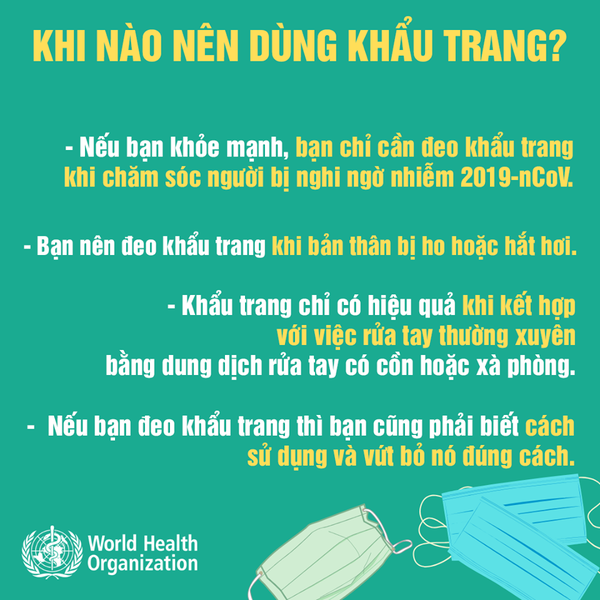 KHI NÀO NÊN DÙNG KHẨU TRANG?
- Nếu bạn khỏe mạnh, bạn chỉ cần đeo khẩu trang
khi chăm sóc người bị nghi ngờ nhiễm 2019-nCoV.
- Bạn nên đeo khẩu trang khi bản thân bị ho hoặc hắt hơi.
- Khẩu trang chỉ có hiệu quả khi kết hợp
với việc rửa tay thường xuyên
bằng dung dịch rửa tay có cồn hoặc xà phòng.
- Nếu bạn đeo khẩu trang thì bạn cũng phải biết cách
sử dụng và vứt bỏ nó đúng cách.
World Health
Organization